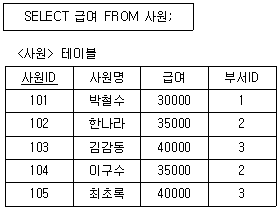 SELECT 급여 FROM 사원;
<사원> 테이블
사원ID 사원명 급여 부서ID
101 박철수 30000 1
102 한나라 35000 2
103 김감동 40000 3
104 이구수 35000 2
105 최초록 40000 3